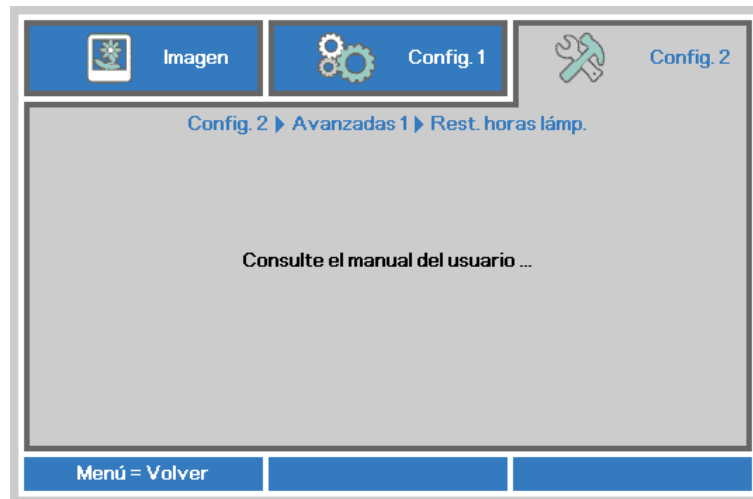 Imagen
Config. 1
Config. 2
Config. 2 ▶ Avanzadas 1 ▶ Rest. horas lámp.
Consulte el manual del usuario ...
Menú = Volver